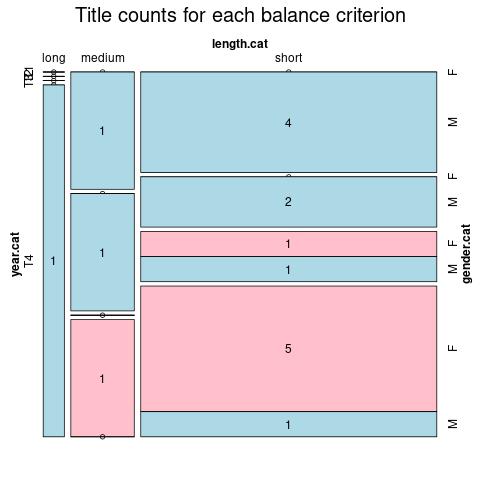 Title counts for each balance criterion
length.cat
long medium short
F
4 M
1
F
2 M
1 F
year.cat T4 1 1 1 M gender.cat
5 F
1
1 M